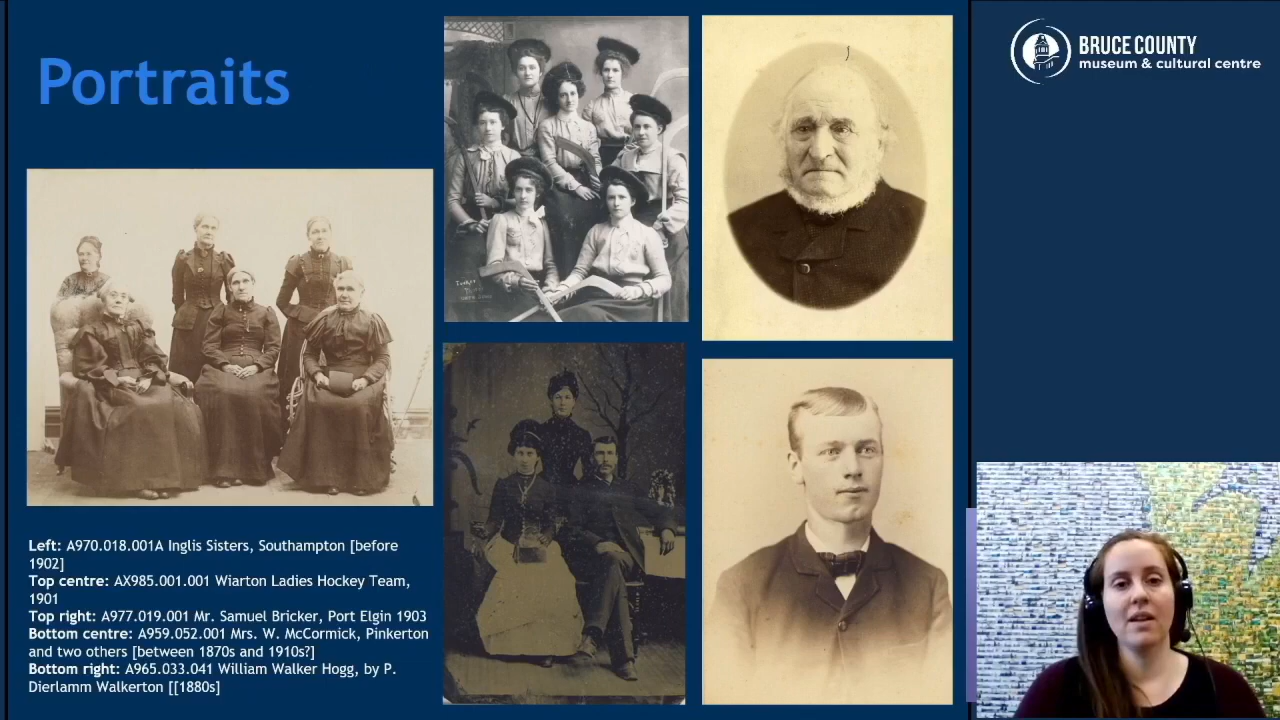 Portraits
BRUCE COUNTY
museum & cultural centre
Left: A970.018.001A Inglis Sisters, Southampton [before
1902]
Top centre: AX985.001.001 Wiarton Ladies Hockey Team,
1901
Top right: A977.019.001 Mr. Samuel Bricker, Port Elgin 1903
Bottom centre: A959.052.001 Mrs. W. McCormick, Pinkerton
and two others [between 1870s and 1910s?]
Bottom right: A965.033.041 William Walker Hogg, by P.
Dierlamm Walkerton [[1880s]